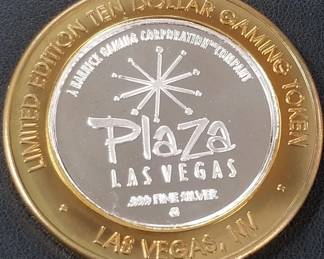 LIMITED EDITION TEN DOLLAR GAMING TOKEN
A BARRICK GAMING CORPORATION COMPANY
Plaza
LAS VEGAS
.999 FINE SILVER
LAS VEGAS, NV